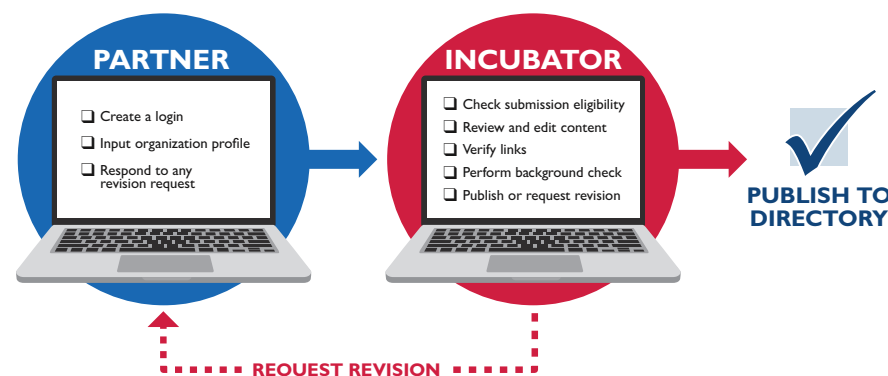 PARTNER
❑ Create a login
❑ Input organization profile
❑ Respond to any
revision request
INCUBATOR
❑ Check submission eligibility
❑ Review and edit content
❑ Verify links
❑ Perform background check
❑ Publish or request revision
PUBLISH TO
DIRECTORY
REQUEST REVISION